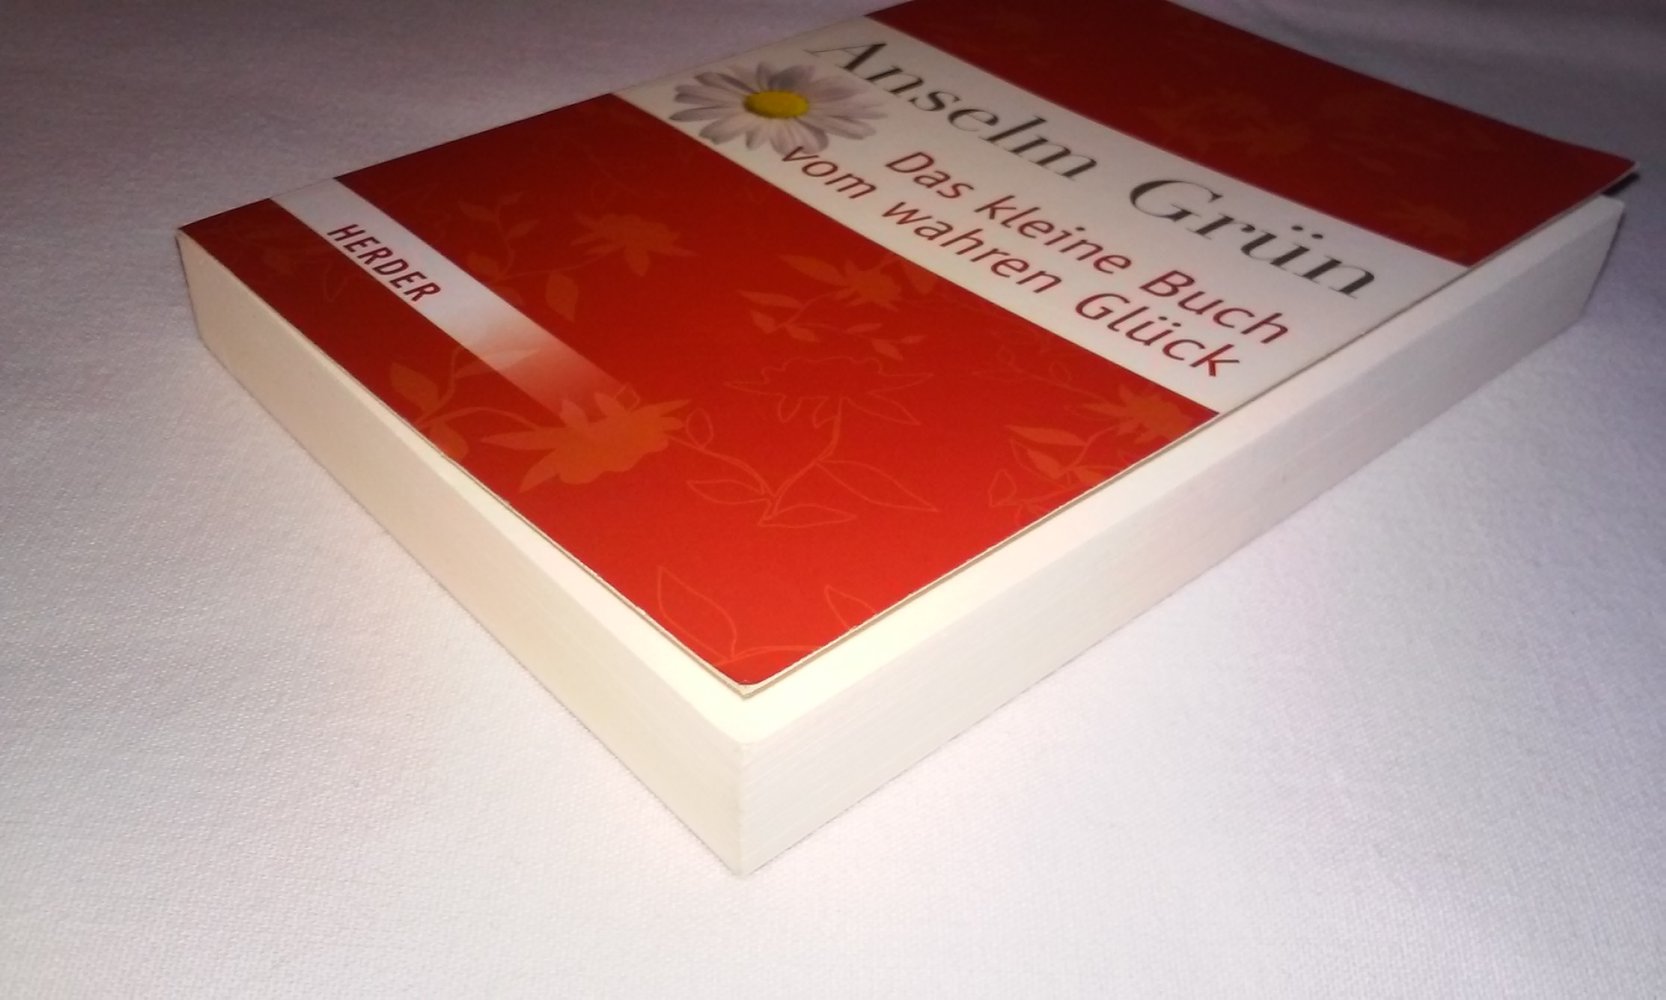 Anselm Grün
Das kleine Buch
vom wahren Glück
HERDER